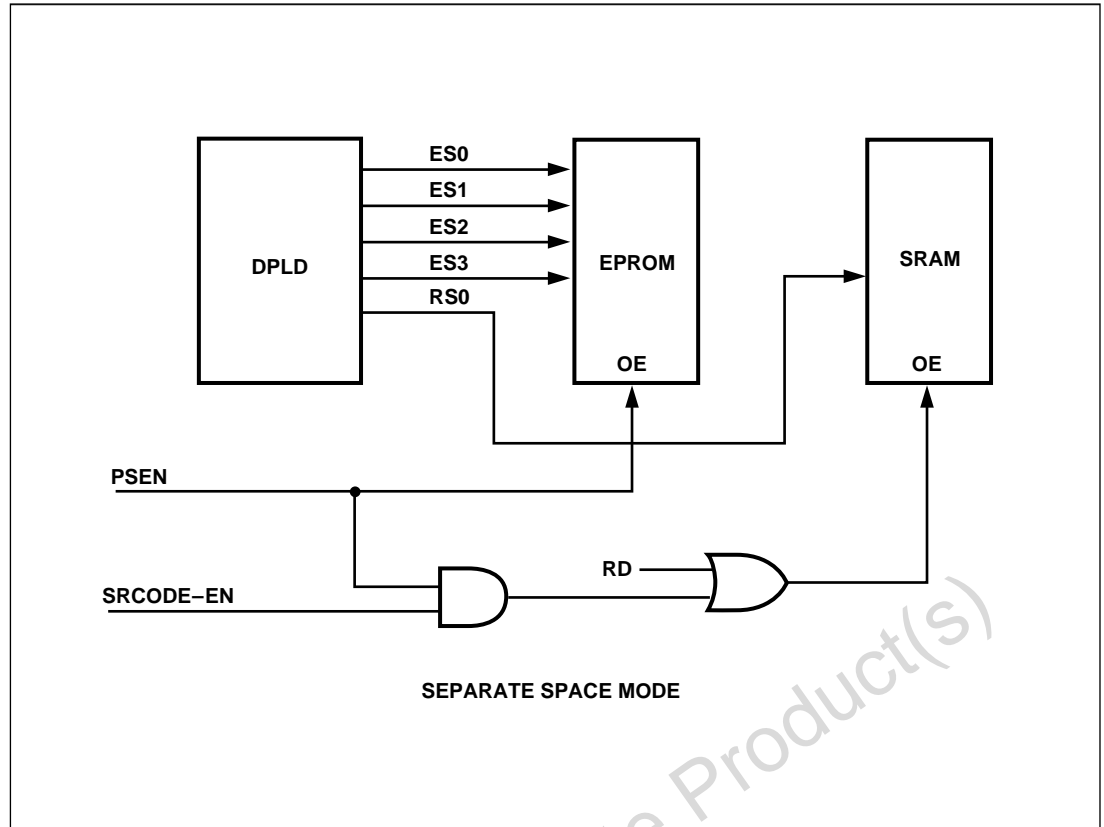 ES0
ES1
ES2
ES3
RS0
DPLD
EPROM
SRAM
OE
OE
PSEN
RD
SRCODE–EN
SEPARATE SPACE MODE
Product(s)